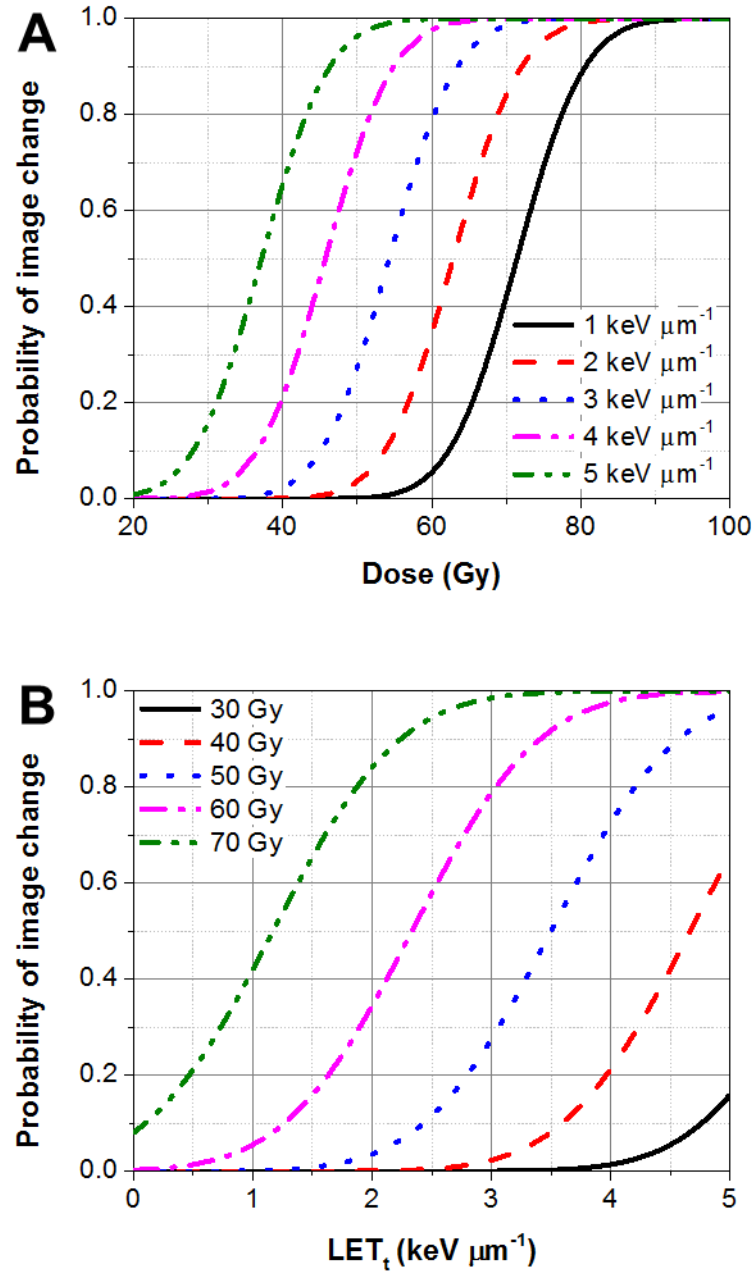 A
Probability of image change
1.0
0.8
0.6
0.4
0.2
0.0
20 40 60 80 100
Dose (Gy)
1 keV μm⁻¹
2 keV μm⁻¹
3 keV μm⁻¹
4 keV μm⁻¹
5 keV μm⁻¹
B
Probability of image change
1.0
0.8
0.6
0.4
0.2
0.0
30 Gy
40 Gy
50 Gy
60 Gy
70 Gy
0 1 2 3 4 5
LETₜ (keV μm⁻¹)